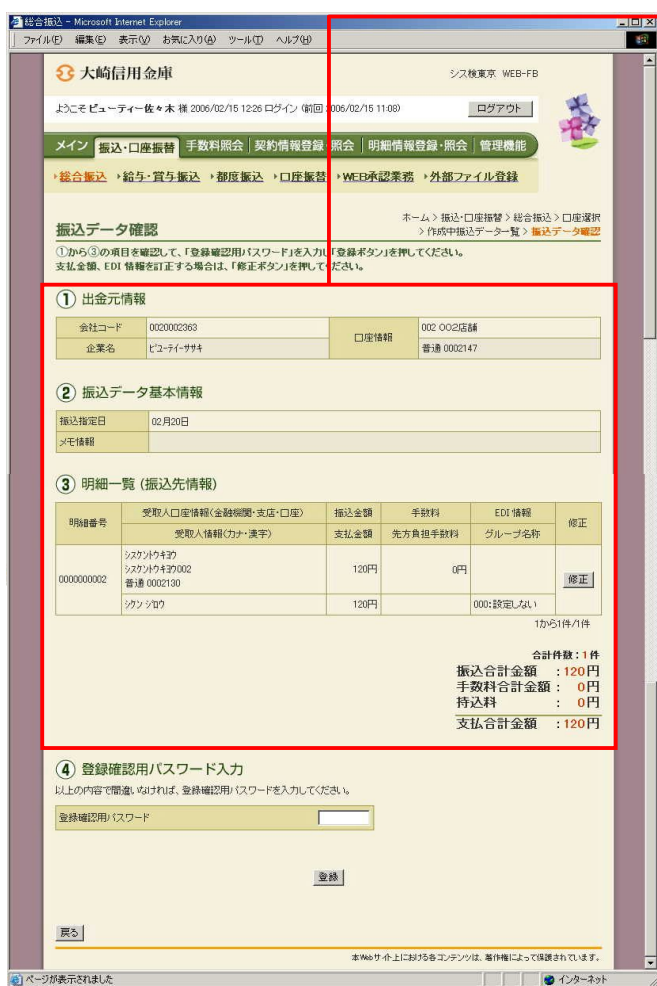 総合振込 - Microsoft Internet Explorer
ファイル(F) 編集(E) 表示(V) お気に入り(A) ツール(T) ヘルプ(H)
大崎信用金庫
シス検東京 WEB-FB
ようこそ ビューティー佐々木 様 2006/02/15 12:26 ログイン (前回 2006/02/15 11:08)
ログアウト
メイン 振込・口座振替 手数料照会 契約情報登録・照会 明細情報登録・照会 管理機能
総合振込 給与・賞与振込 都度振込 口座振替 WEB承認業務 外部ファイル登録
ホーム > 振込・口座振替 > 総合振込 > 口座選択
> 作成中振込データ一覧 > 振込データ確認
振込データ確認
①から③の項目を確認して、「登録確認用パスワード」を入力し「登録ボタン」を押してください。
支払金額、EDI 情報を訂正する場合は、「修正ボタン」を押してください。
① 出金元情報
会社コード 0020002363 口座情報 002 002店舗
企業名 ビユーテイーササキ 普通 0002147
② 振込データ基本情報
振込指定日 02月20日
メモ情報
③ 明細一覧 (振込先情報)
明細番号 受取人口座情報(金融機関・支店・口座) 振込金額 手数料 EDI 情報 修正
受取人情報(カナ・漢字) 支払金額 先方負担手数料 グループ名称
0000000002
シスケントウキヨウ
シスケントウキヨウ002
普通 0002130
120円 0円 修正
シケン ジロウ 120円 000:設定しない
1から1件/1件
合計件数:1件
振込合計金額 :120円
手数料合計金額: 0円
持込料 : 0円
支払合計金額 :120円
④ 登録確認用パスワード入力
以上の内容で間違いなければ、登録確認用パスワードを入力してください。
登録確認用パスワード
登録
戻る
本Webサイト上における各コンテンツは、著作権によって保護されています。
ページが表示されました インターネット